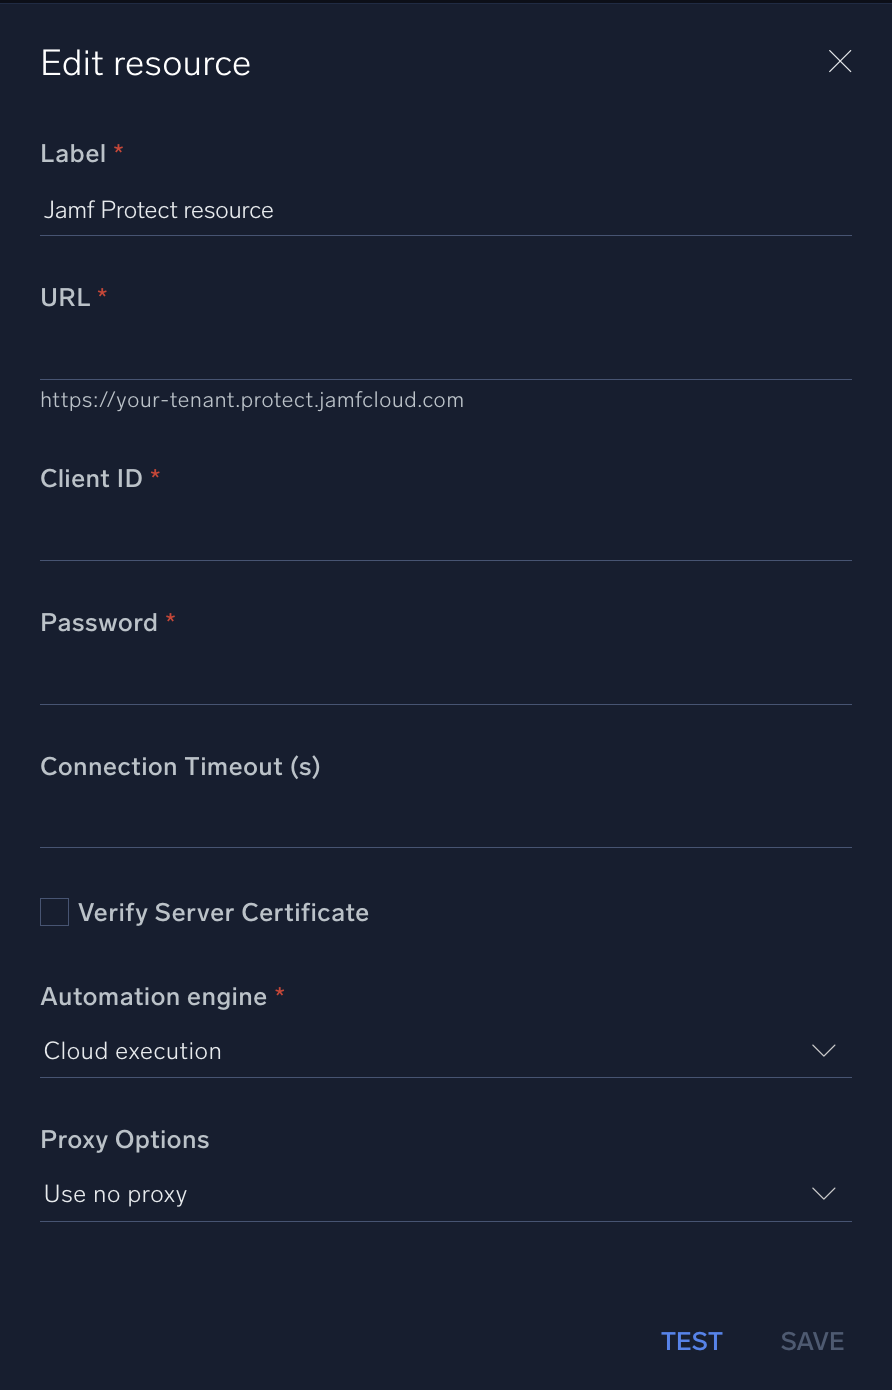 Edit resource
Label *
Jamf Protect resource
URL *
https://your-tenant.protect.jamfcloud.com
Client ID *
Password *
Connection Timeout (s)
Verify Server Certificate
Automation engine *
Cloud execution
Proxy Options
Use no proxy
TEST SAVE